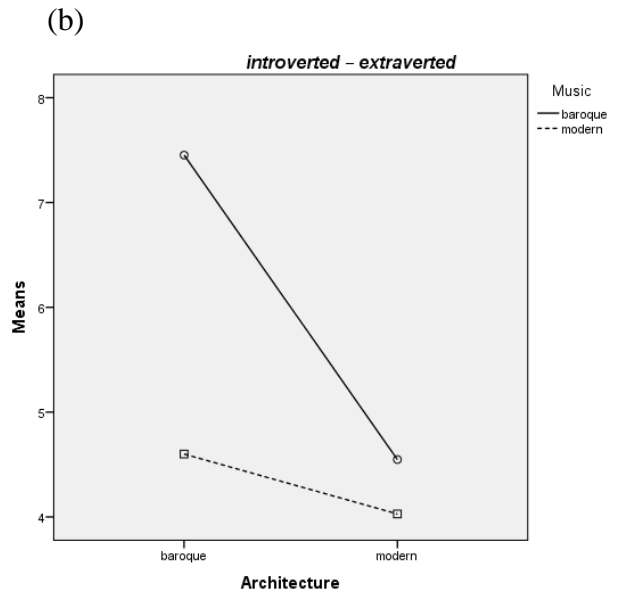 (b)
introverted – extraverted
Music
baroque
modern
8
7
6
5
4
Means
baroque
modern
Architecture